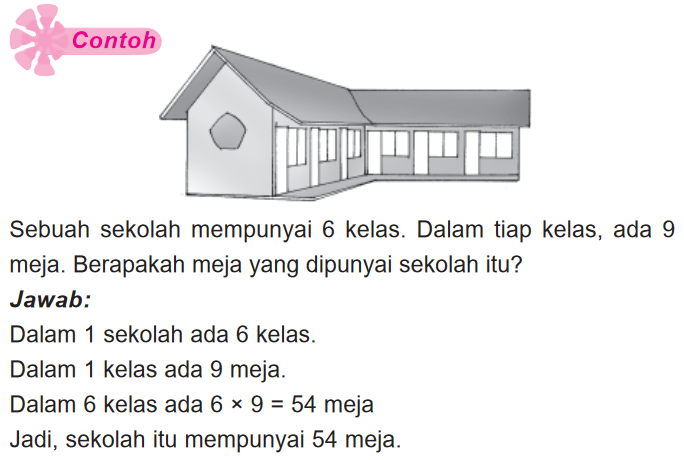 Contoh
Sebuah sekolah mempunyai 6 kelas. Dalam tiap kelas, ada 9
meja. Berapakah meja yang dipunyai sekolah itu?
Jawab:
Dalam 1 sekolah ada 6 kelas.
Dalam 1 kelas ada 9 meja.
Dalam 6 kelas ada 6 × 9 = 54 meja
Jadi, sekolah itu mempunyai 54 meja.